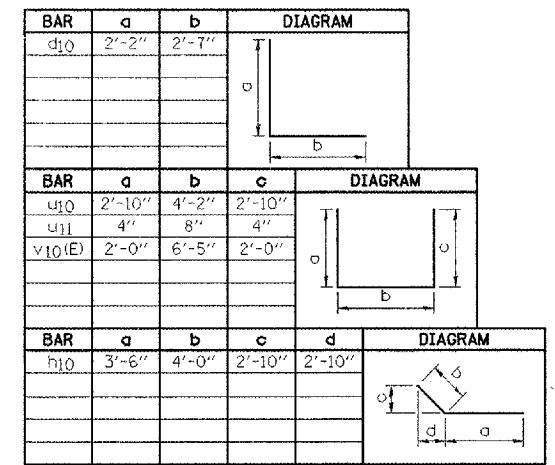 BAR a b DIAGRAM
d10 2'-2" 2'-7"
a
b
BAR a b c DIAGRAM
u10 2'-10" 4'-2" 2'-10"
u11 4" 8" 4"
v10(E) 2'-0" 6'-5" 2'-0"
a
c
b
BAR a b c d DIAGRAM
h10 3'-6" 4'-0" 2'-10" 2'-10"
b
c
d a